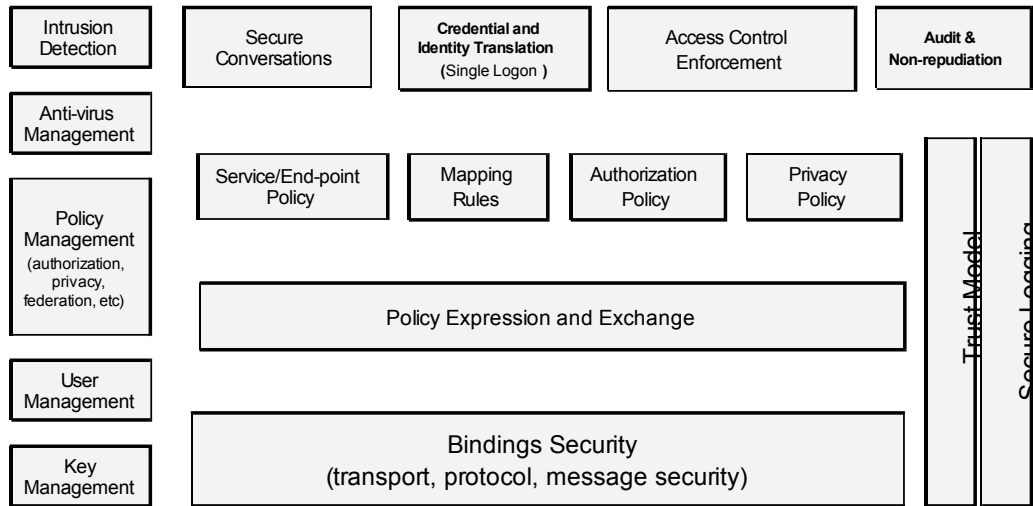 Intrusion
Detection
Anti-virus
Management
Policy
Management
(authorization,
privacy,
federation, etc)
User
Management
Key
Management
Secure
Conversations
Credential and
Identity Translation
(Single Logon )
Access Control
Enforcement
Audit &
Non-repudiation
Service/End-point
Policy
Mapping
Rules
Authorization
Policy
Privacy
Policy
Policy Expression and Exchange
Bindings Security
(transport, protocol, message security)
Trust Model
Secure Logging